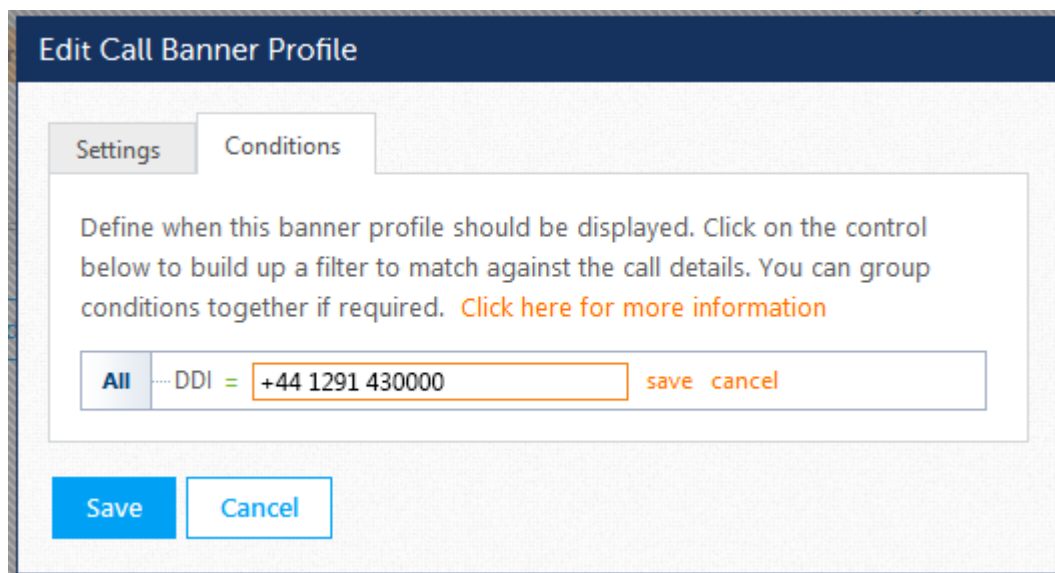 Edit Call Banner Profile
Settings Conditions
Define when this banner profile should be displayed. Click on the control
below to build up a filter to match against the call details. You can group
conditions together if required. Click here for more information
All DDI = +44 1291 430000 save cancel
Save Cancel